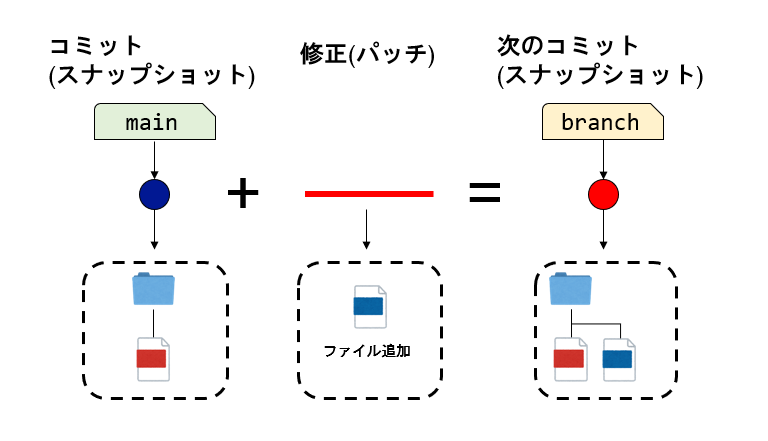 コミット
(スナップショット)
修正(パッチ)
次のコミット
(スナップショット)
main
branch
+
=
ファイル追加